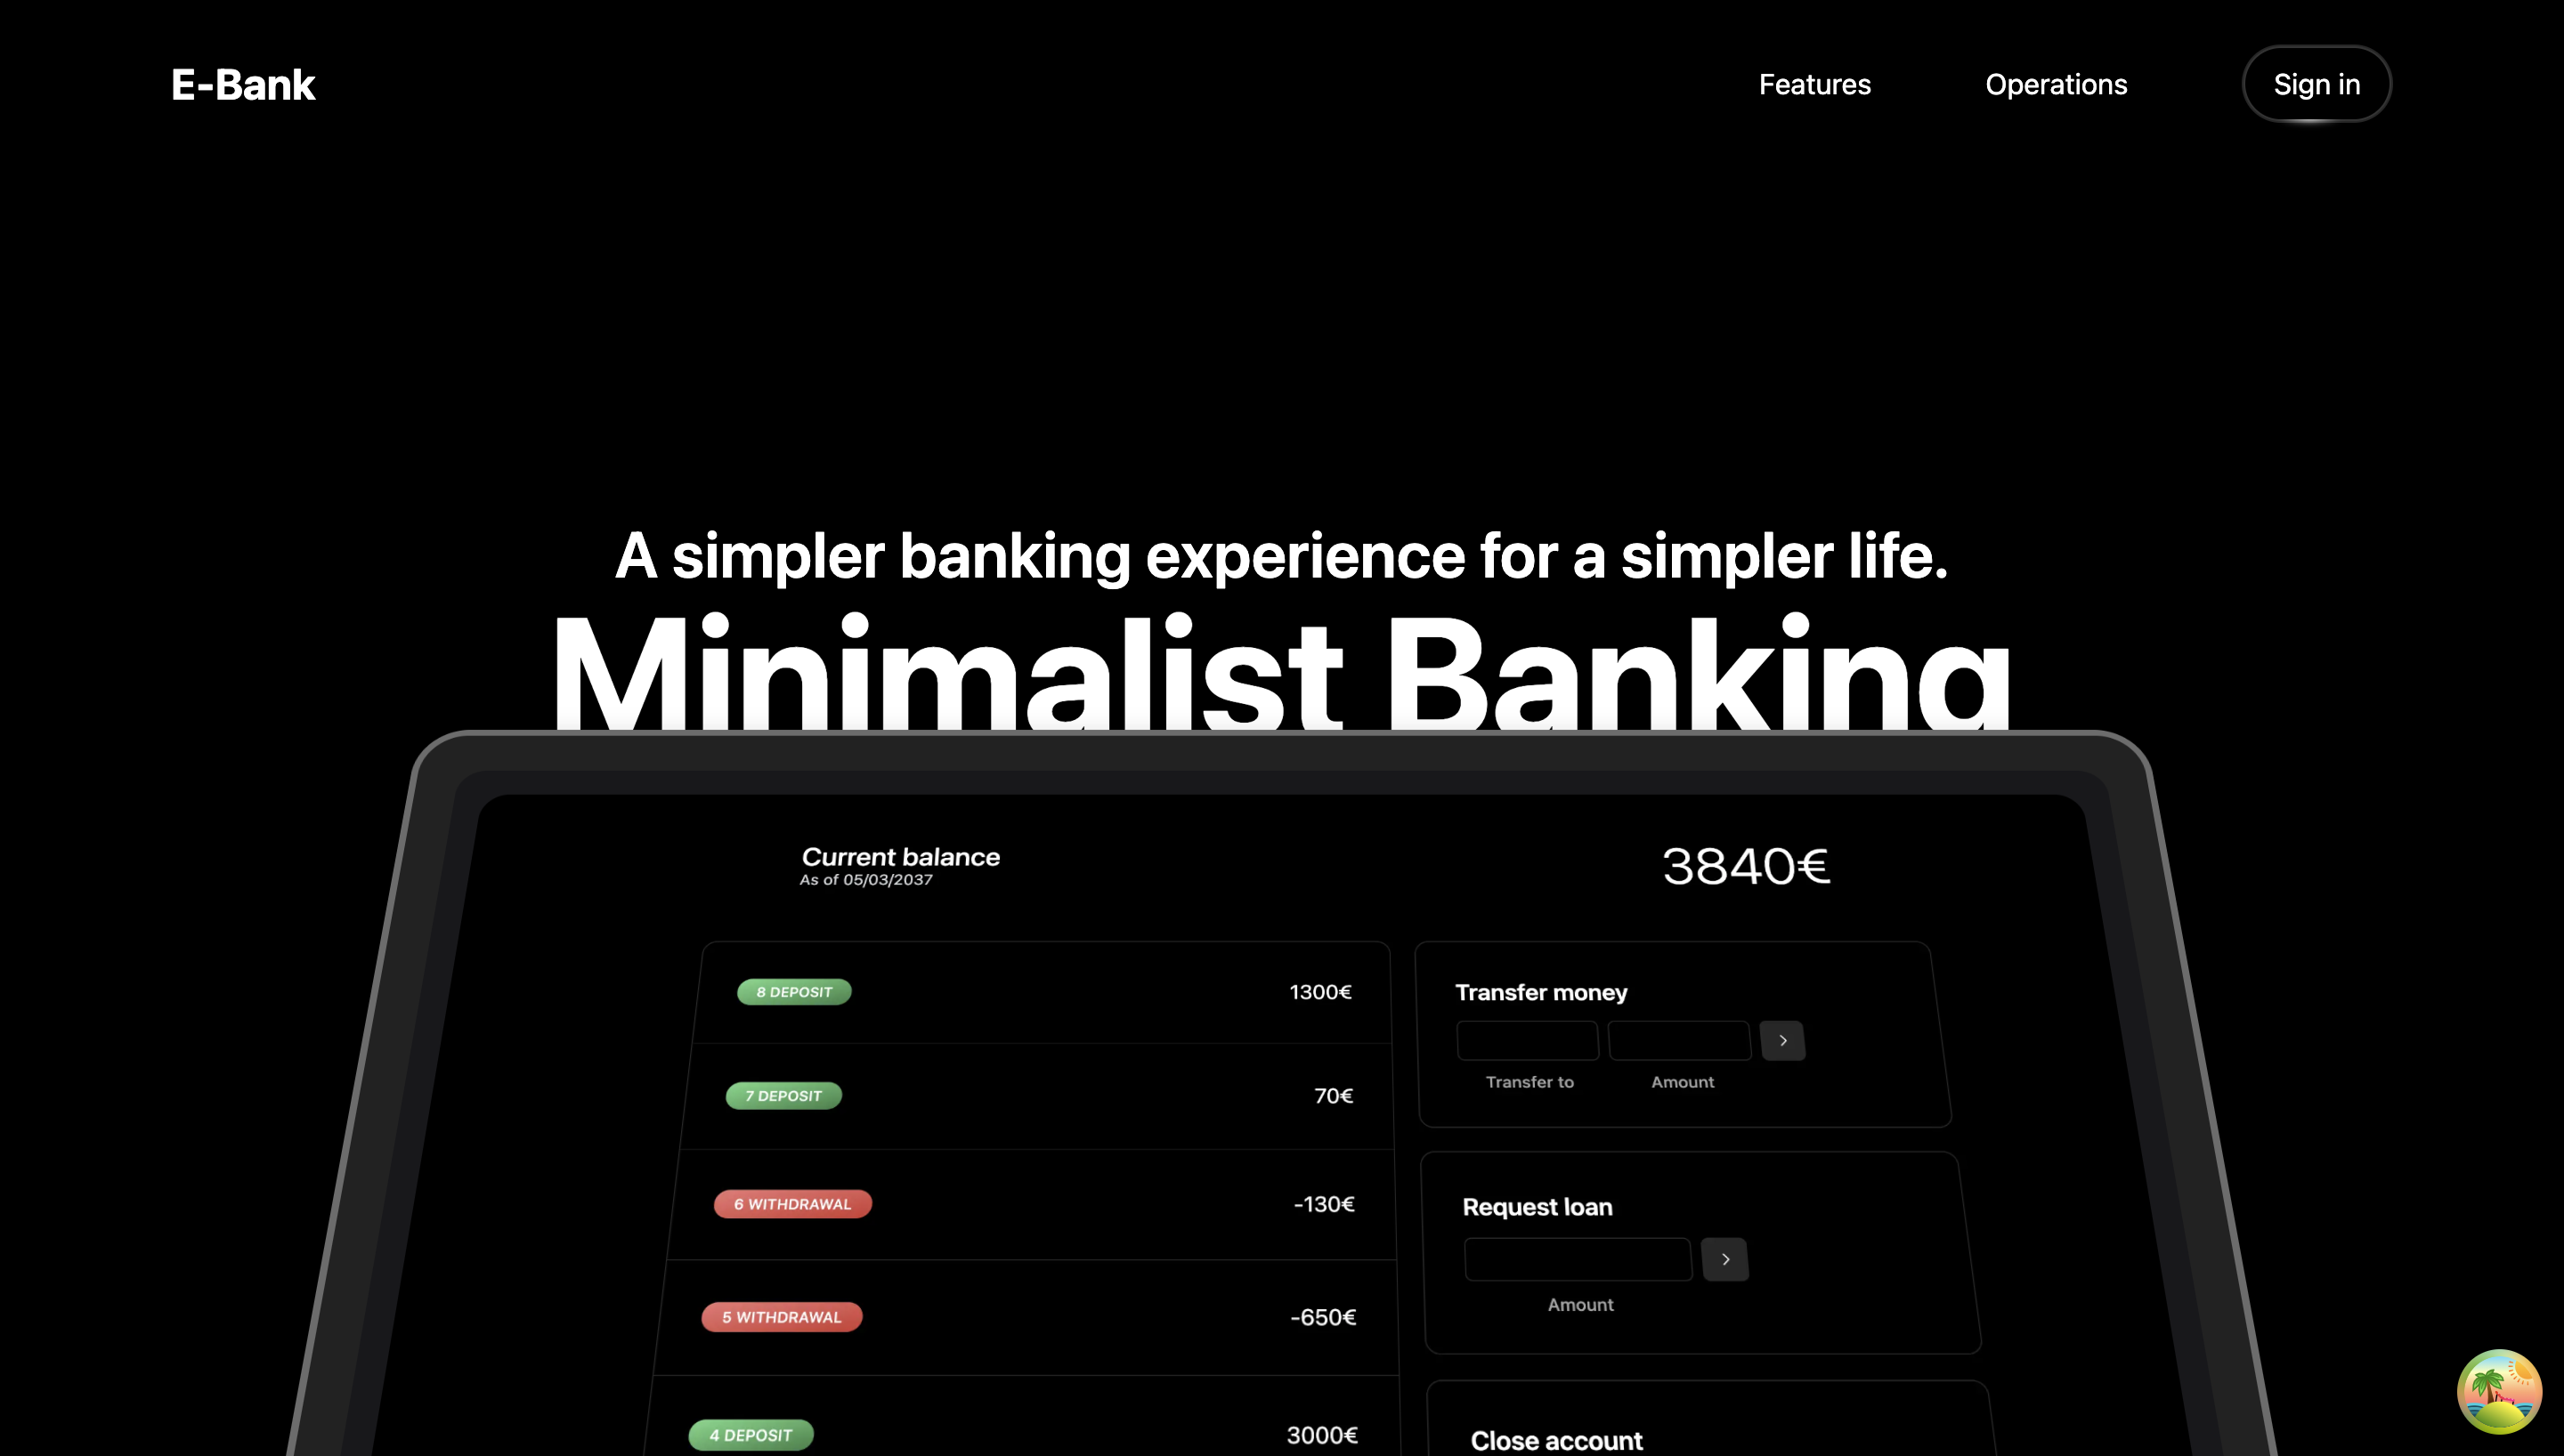 E-Bank
Features
Operations
Sign in
A simpler banking experience for a simpler life.
Minimalist Banking
Current balance
As of 05/03/2037
3840€
8 DEPOSIT 1300€
7 DEPOSIT 70€
6 WITHDRAWAL -130€
5 WITHDRAWAL -650€
4 DEPOSIT 3000€
Transfer money
Transfer to Amount
Request loan
Amount
Close account